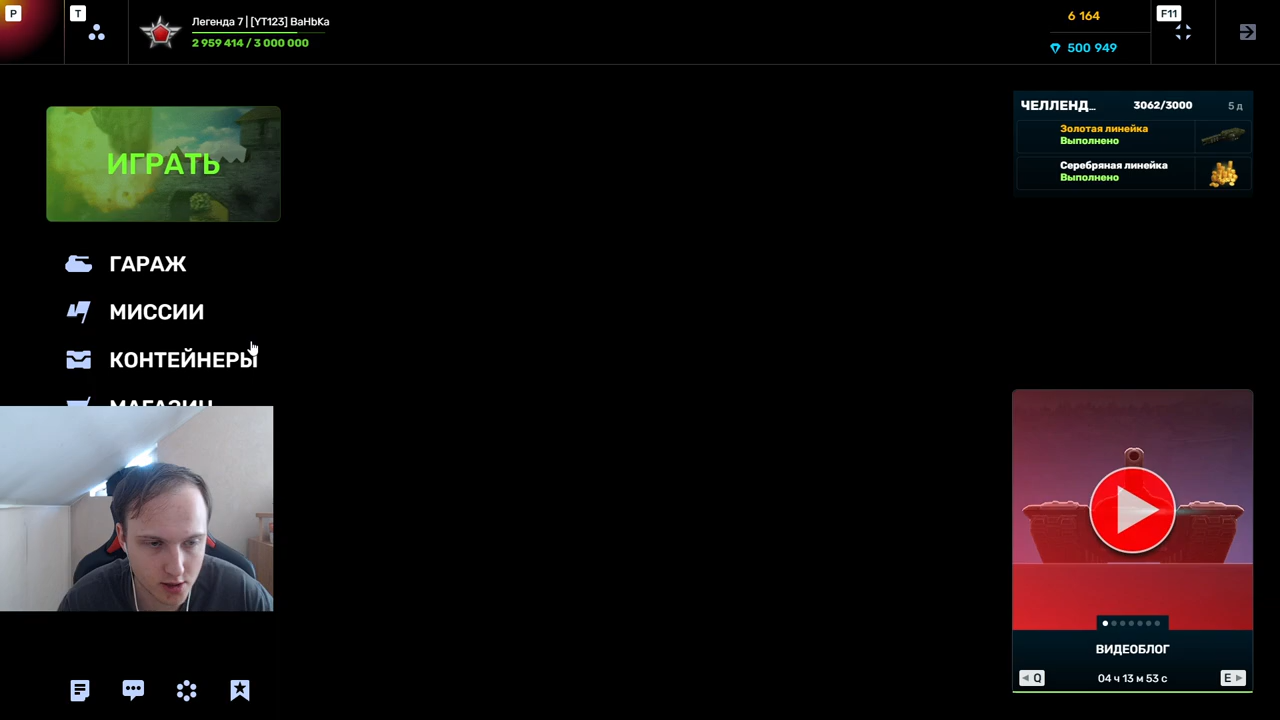 P
T
Легенда 7 | [YT123] BaHbKa
2 959 414 / 3 000 000
6 164
500 949
F11
ИГРАТЬ
ГАРАЖ
МИССИИ
КОНТЕЙНЕРЫ
МАГАЗИН
ЧЕЛЛЕНД... 3062/3000 5 д
Золотая линейка
Выполнено
Серебряная линейка
Выполнено
ВИДЕОБЛОГ
Q 04 ч 13 м 53 с E